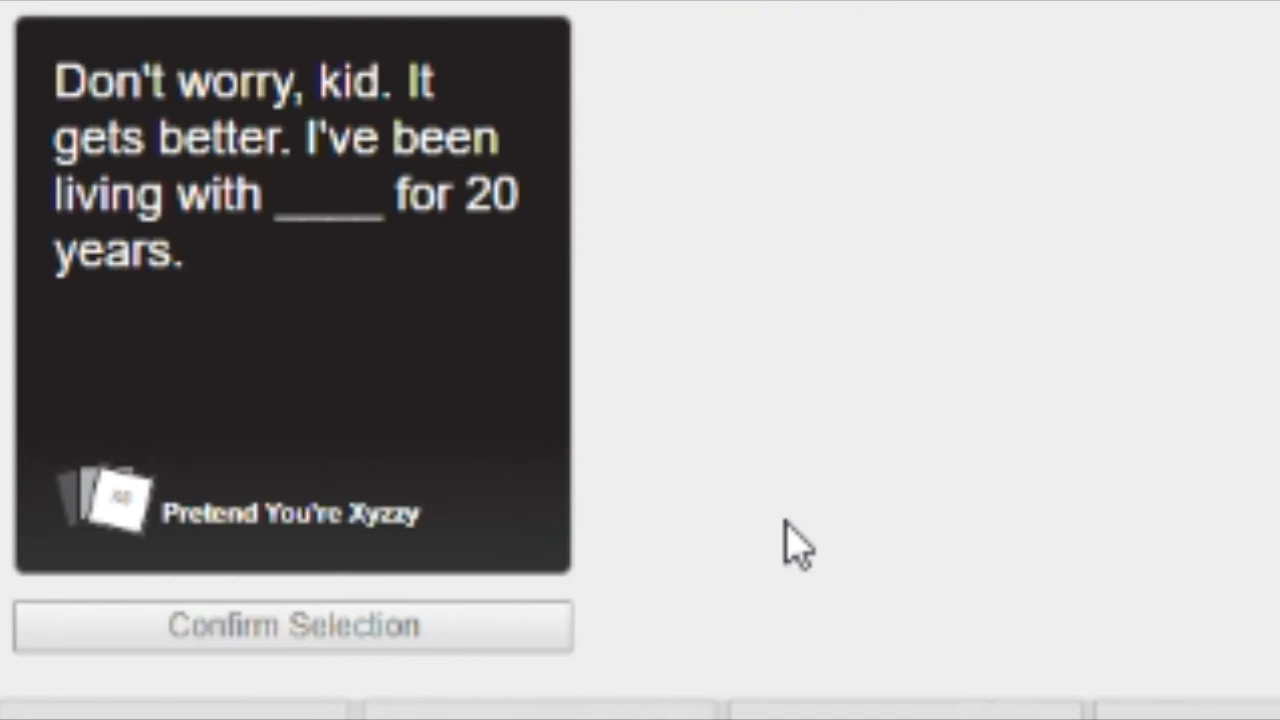 Don't worry, kid. It
gets better. I've been
living with _____ for 20
years.
Pretend You're Xyzzy
Confirm Selection